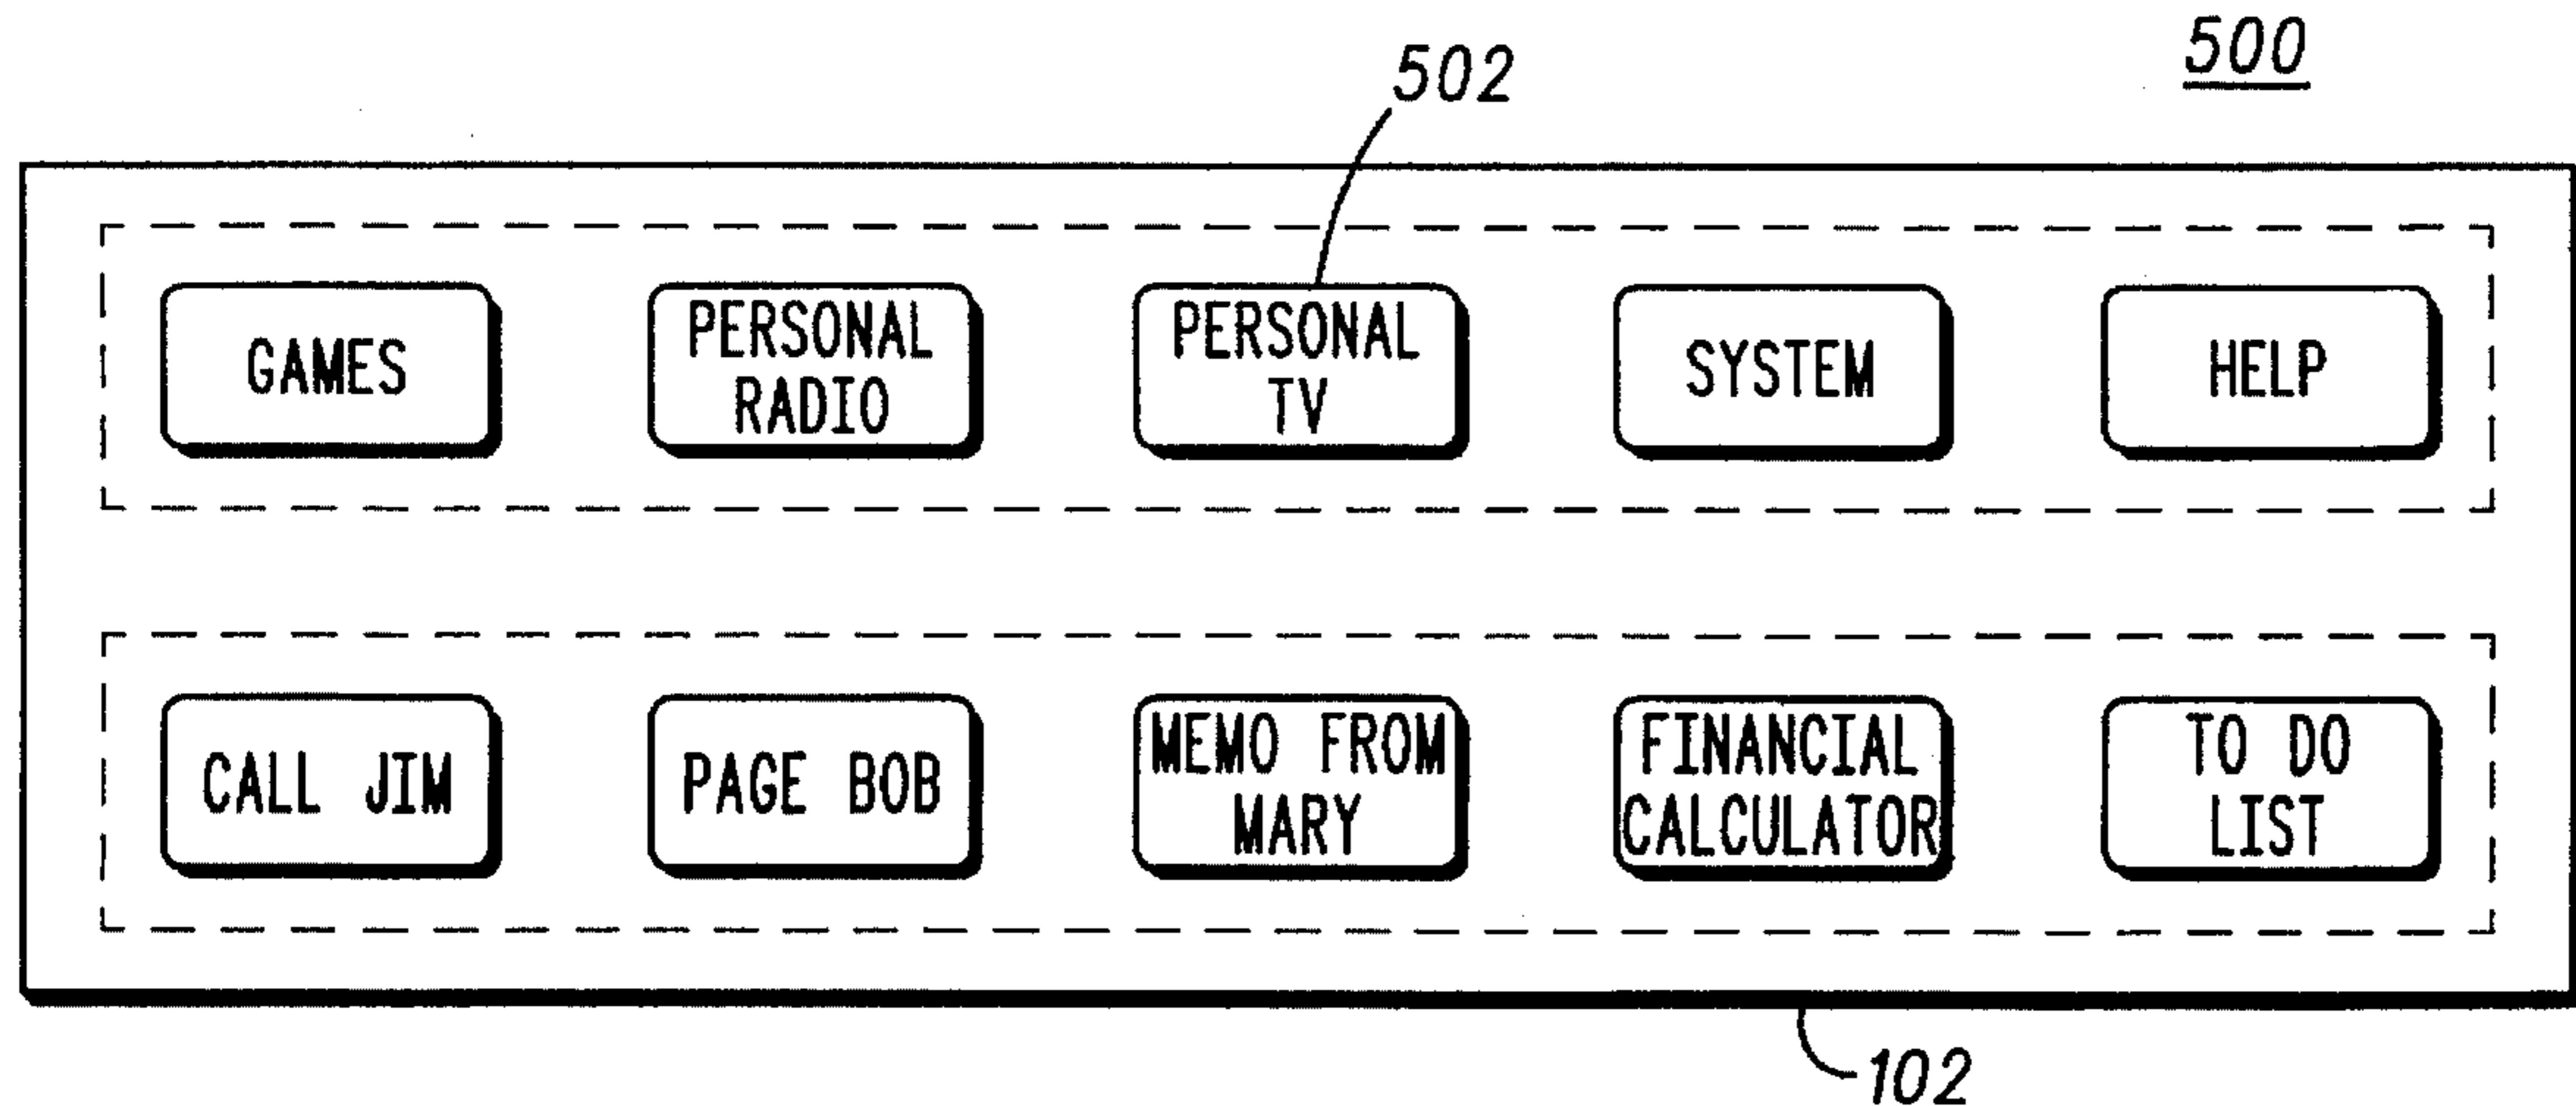 500
502
GAMES
PERSONAL
RADIO
PERSONAL
TV
SYSTEM
HELP
CALL JIM
PAGE BOB
MEMO FROM
MARY
FINANCIAL
CALCULATOR
TO DO
LIST
102